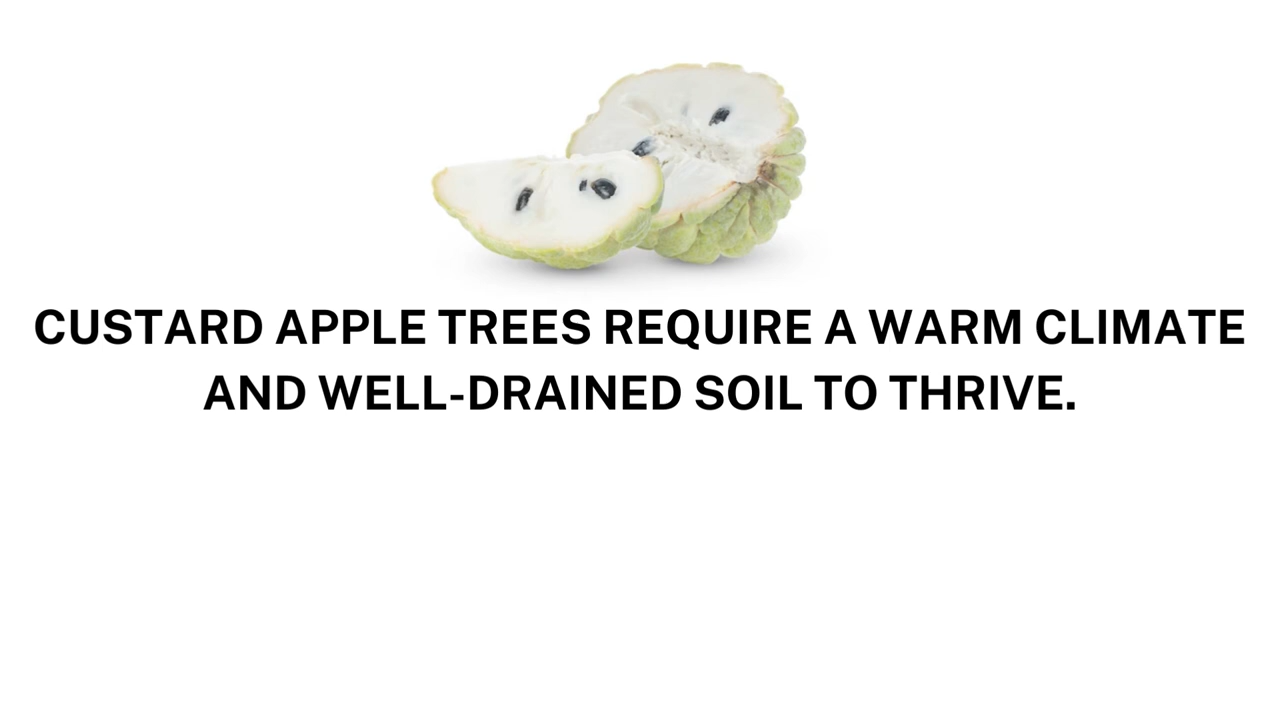 CUSTARD APPLE TREES REQUIRE A WARM CLIMATE
AND WELL-DRAINED SOIL TO THRIVE.